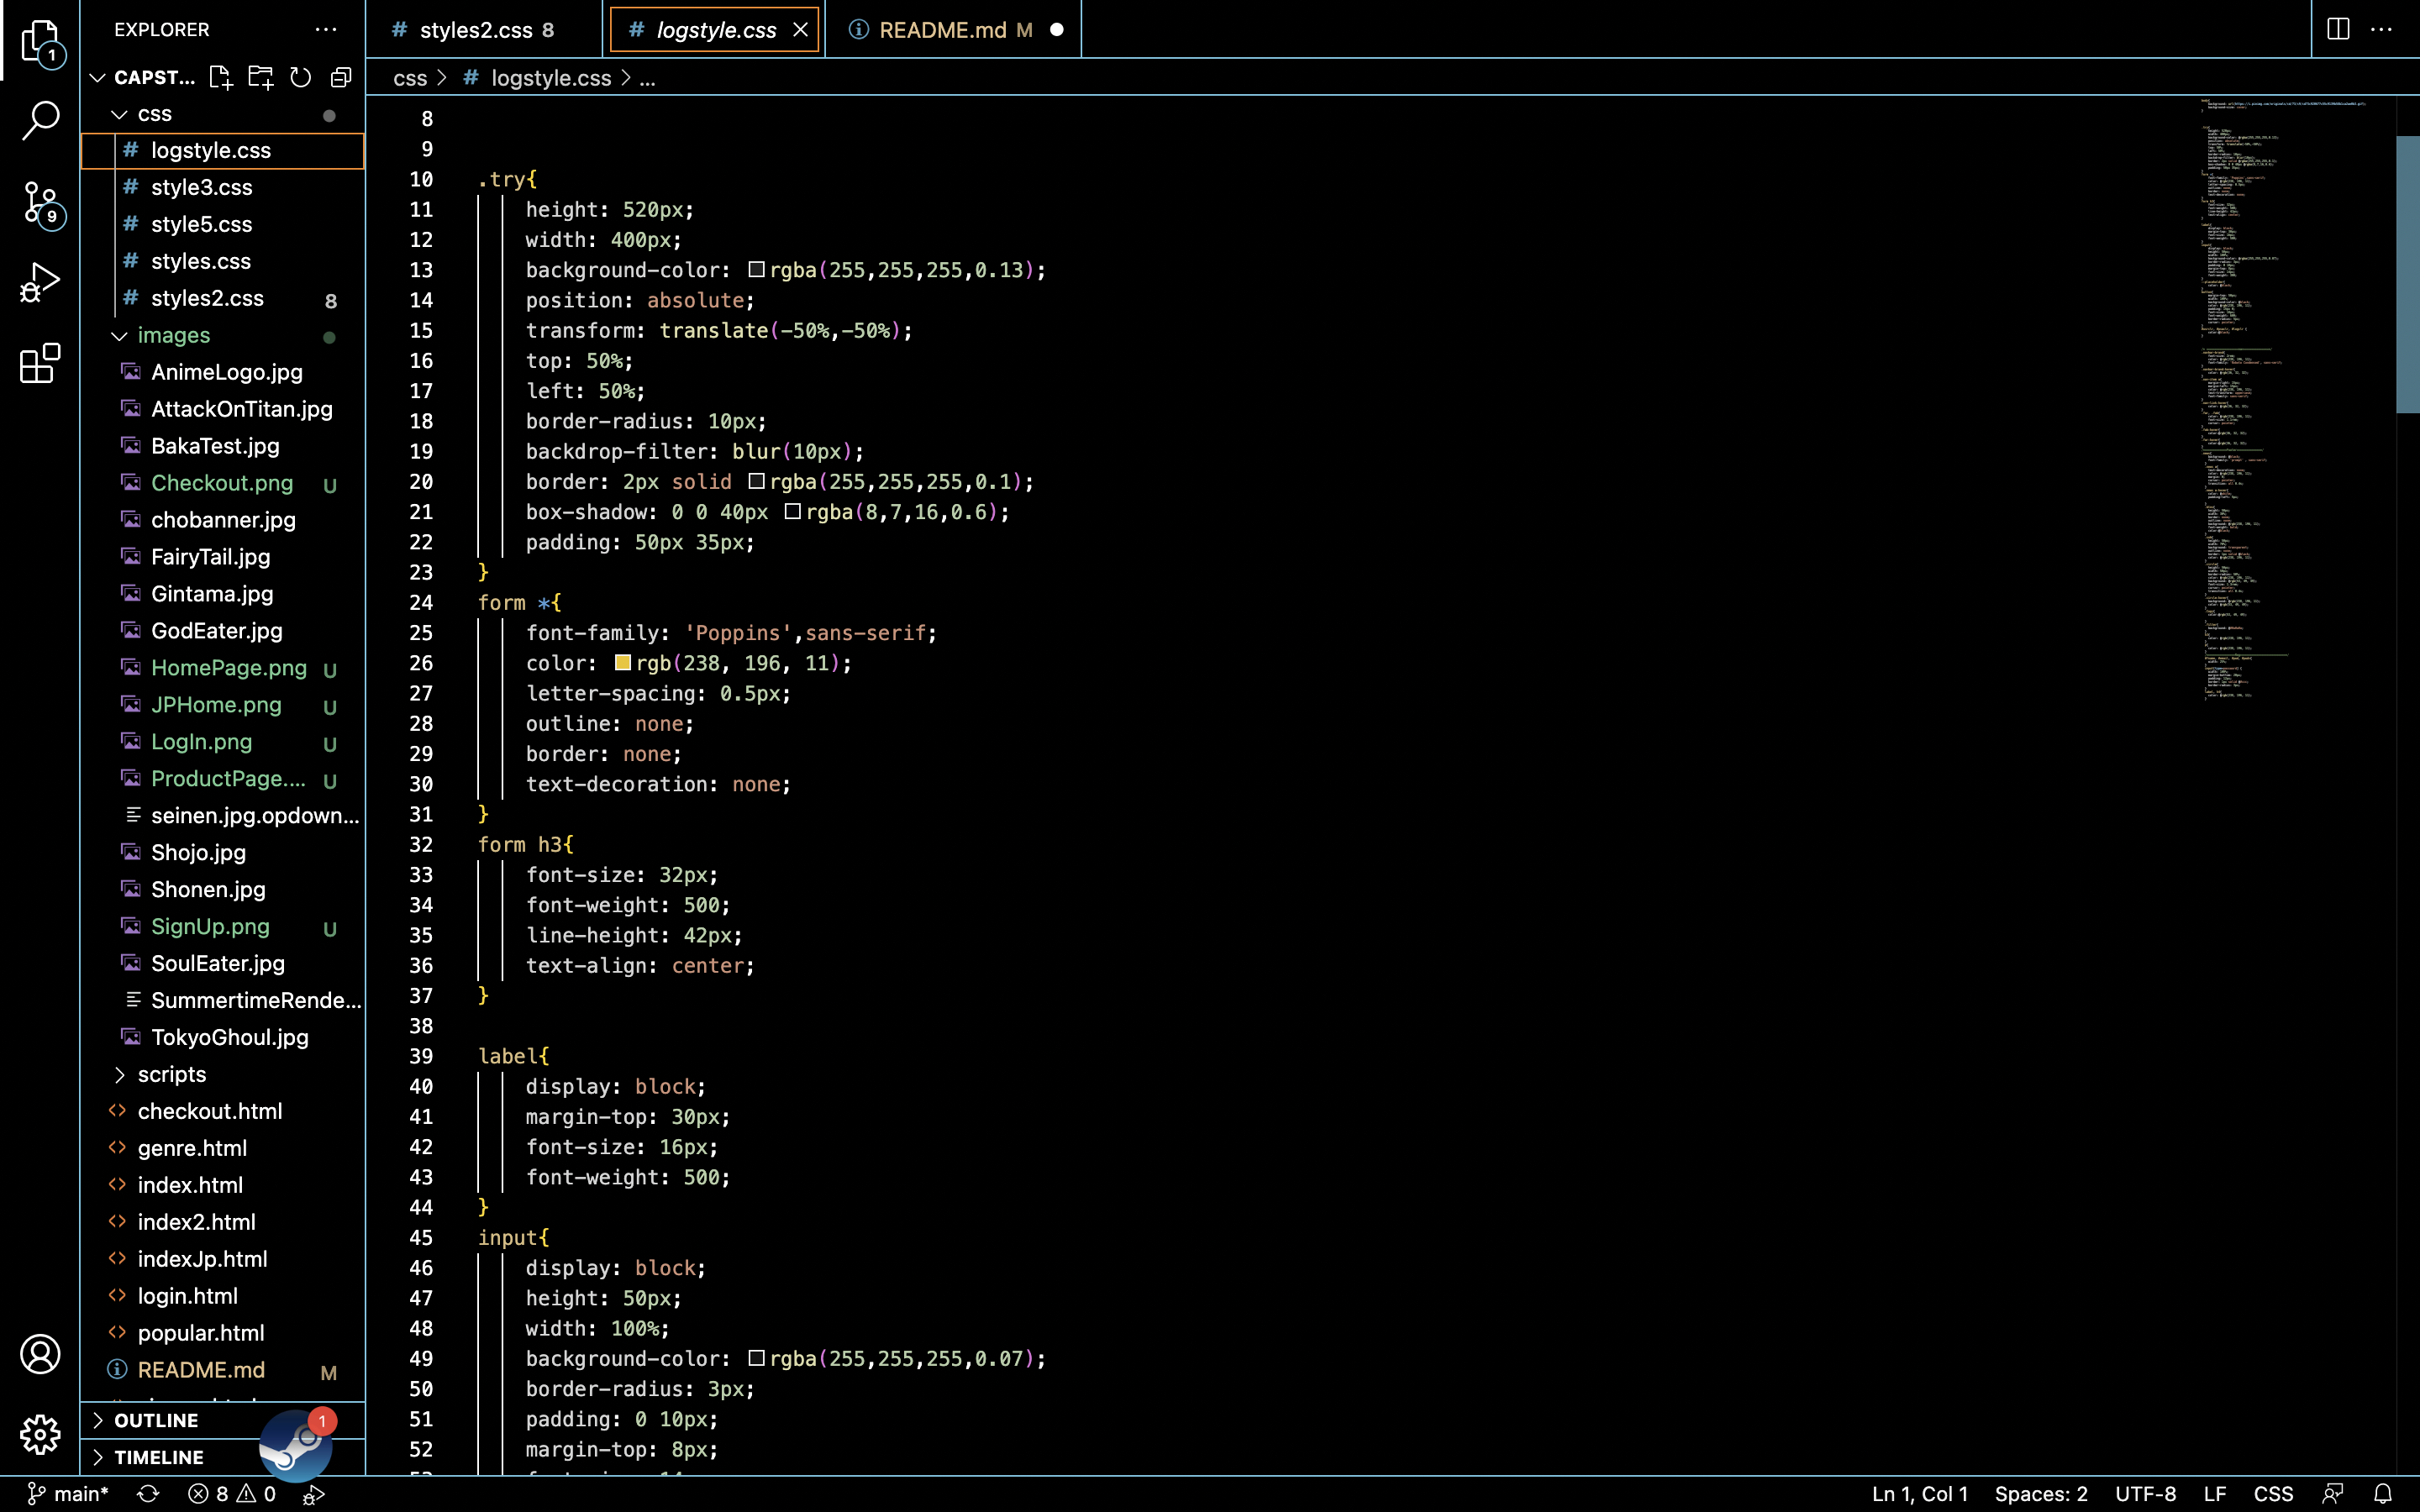 EXPLORER
CAPST...
css
logstyle.css
style3.css
style5.css
styles.css
styles2.css 8
images
AnimeLogo.jpg
AttackOnTitan.jpg
BakaTest.jpg
Checkout.png U
chobanner.jpg
FairyTail.jpg
Gintama.jpg
GodEater.jpg
HomePage.png U
JPHome.png U
LogIn.png U
ProductPage.... U
seinen.jpg.opdown...
Shojo.jpg
Shonen.jpg
SignUp.png U
SoulEater.jpg
SummertimeRende...
TokyoGhoul.jpg
scripts
checkout.html
genre.html
index.html
index2.html
indexJp.html
login.html
popular.html
README.md M
OUTLINE
TIMELINE
1
9
1
# styles2.css 8
# logstyle.css
README.md M
css > # logstyle.css > ...
8
9
10 .try{
11 height: 520px;
12 width: 400px;
13 background-color: rgba(255,255,255,0.13);
14 position: absolute;
15 transform: translate(-50%,-50%);
16 top: 50%;
17 left: 50%;
18 border-radius: 10px;
19 backdrop-filter: blur(10px);
20 border: 2px solid rgba(255,255,255,0.1);
21 box-shadow: 0 0 40px rgba(8,7,16,0.6);
22 padding: 50px 35px;
23 }
24 form *{
25 font-family: 'Poppins',sans-serif;
26 color: rgb(238, 196, 11);
27 letter-spacing: 0.5px;
28 outline: none;
29 border: none;
30 text-decoration: none;
31 }
32 form h3{
33 font-size: 32px;
34 font-weight: 500;
35 line-height: 42px;
36 text-align: center;
37 }
38
39 label{
40 display: block;
41 margin-top: 30px;
42 font-size: 16px;
43 font-weight: 500;
44 }
45 input{
46 display: block;
47 height: 50px;
48 width: 100%;
49 background-color: rgba(255,255,255,0.07);
50 border-radius: 3px;
51 padding: 0 10px;
52 margin-top: 8px;
main* 8 0
Ln 1, Col 1 Spaces: 2 UTF-8 LF CSS